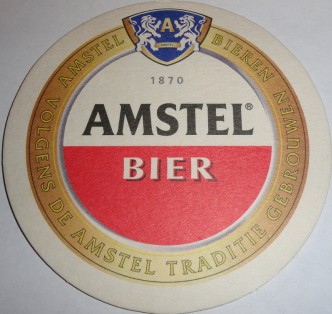 A
AMSTEL BIEREN
1870
AMSTEL®
BIER
VOLGENS DE AMSTEL TRADITIE GEBROUWEN